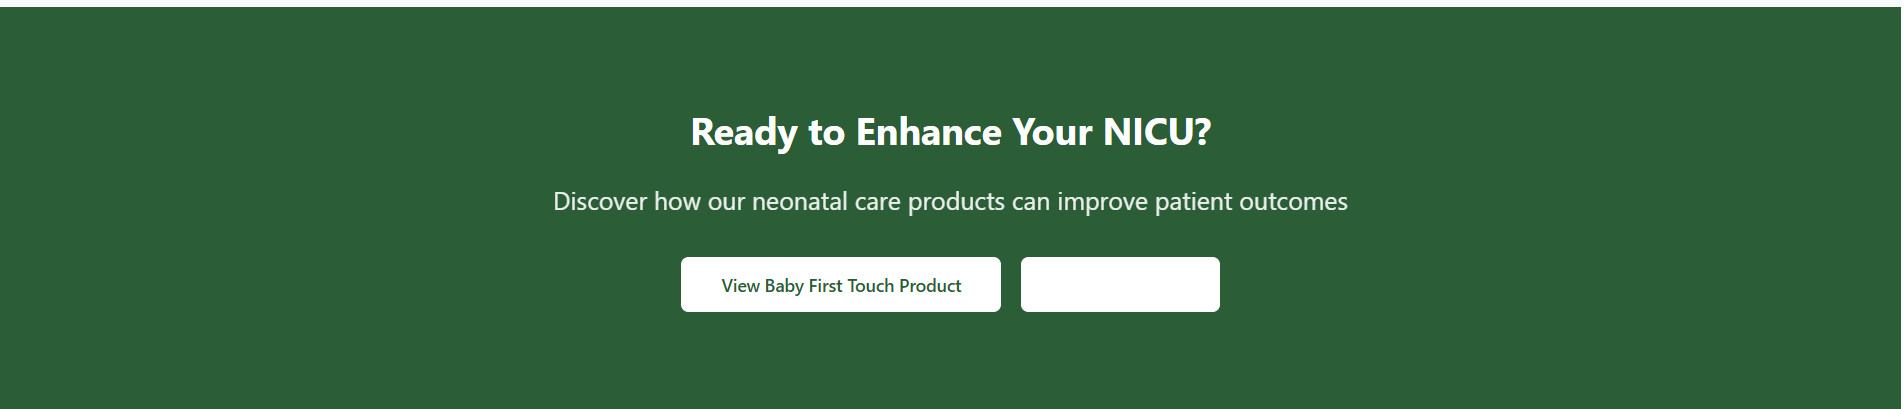 Ready to Enhance Your NICU?
Discover how our neonatal care products can improve patient outcomes
View Baby First Touch Product